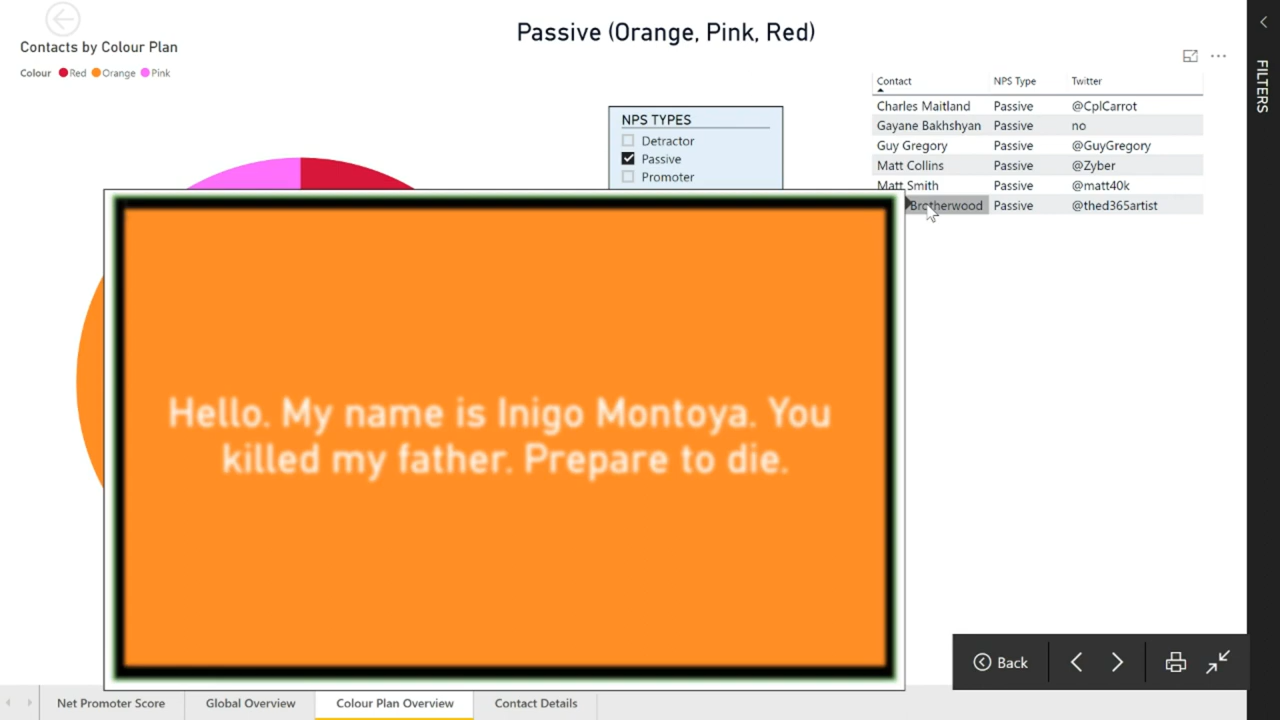 Passive (Orange, Pink, Red)
Contacts by Colour Plan
Colour Red Orange Pink
FILTERS
Contact NPS Type Twitter
Charles Maitland Passive @CplCarrot
Gayane Bakhshyan Passive no
Guy Gregory Passive @GuyGregory
Matt Collins Passive @Zyber
Matt Smith Passive @matt40k
Brotherwood Passive @thed365artist
NPS TYPES
Detractor
Passive
Promoter
Hello. My name is Inigo Montoya. You
killed my father. Prepare to die.
Back
Net Promoter Score Global Overview Colour Plan Overview Contact Details